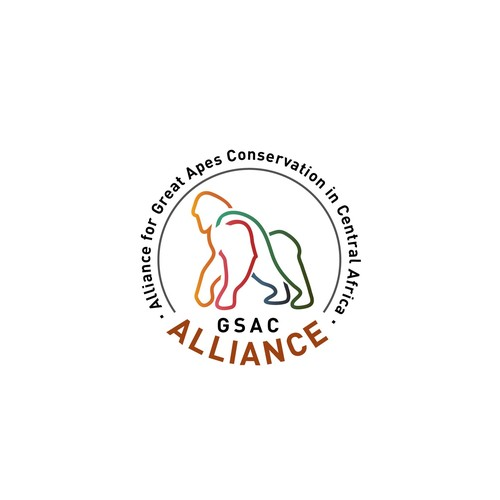 · Alliance for Great Apes Conservation in Central Africa ·
GSAC
ALLIANCE